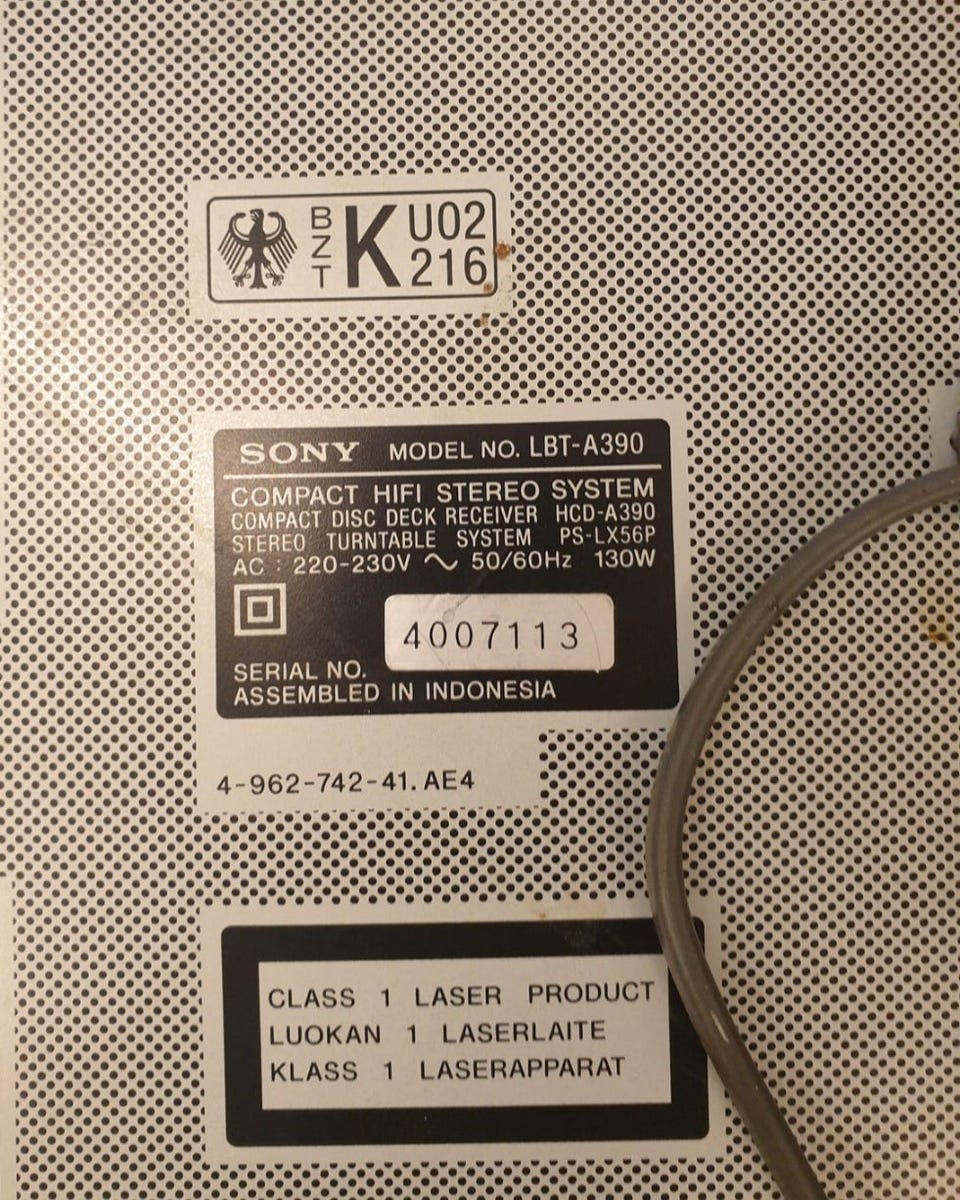 BZT K U02 216
SONY MODEL NO. LBT-A390
COMPACT HIFI STEREO SYSTEM
COMPACT DISC DECK RECEIVER HCD-A390
STEREO TURNTABLE SYSTEM PS-LX56P
AC : 220-230V ~ 50/60Hz 130W
4007113
SERIAL NO.
ASSEMBLED IN INDONESIA
4-962-742-41. AE4
CLASS 1 LASER PRODUCT
LUOKAN 1 LASERLAITE
KLASS 1 LASERAPPARAT